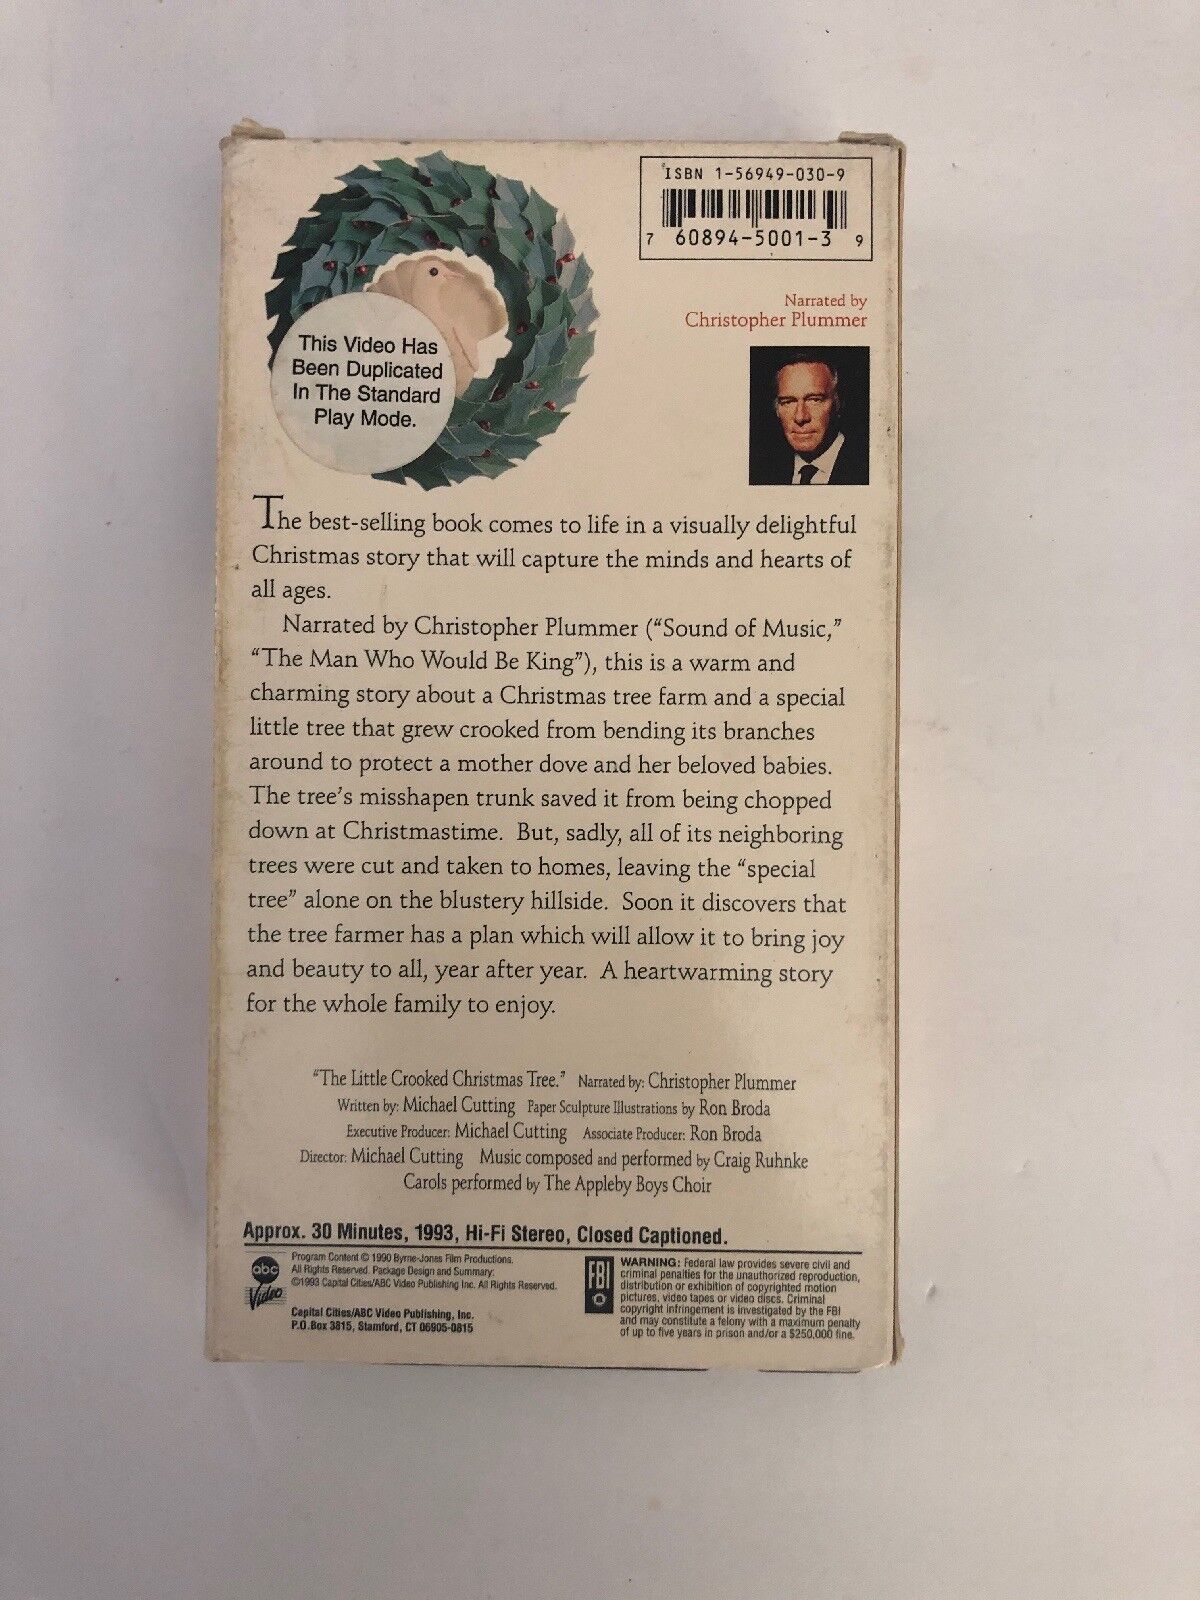 ISBN 1-56949-030-9
7 60894-5001-3 9
Narrated by
Christopher Plummer
This Video Has
Been Duplicated
In The Standard
Play Mode.
The best-selling book comes to life in a visually delightful
Christmas story that will capture the minds and hearts of
all ages.
Narrated by Christopher Plummer (“Sound of Music,”
“The Man Who Would Be King”), this is a warm and
charming story about a Christmas tree farm and a special
little tree that grew crooked from bending its branches
around to protect a mother dove and her beloved babies.
The tree’s misshapen trunk saved it from being chopped
down at Christmastime. But, sadly, all of its neighboring
trees were cut and taken to homes, leaving the “special
tree” alone on the blustery hillside. Soon it discovers that
the tree farmer has a plan which will allow it to bring joy
and beauty to all, year after year. A heartwarming story
for the whole family to enjoy.
“The Little Crooked Christmas Tree.” Narrated by: Christopher Plummer
Written by: Michael Cutting Paper Sculpture Illustrations by Ron Broda
Executive Producer: Michael Cutting Associate Producer: Ron Broda
Director: Michael Cutting Music composed and performed by Craig Ruhnke
Carols performed by The Appleby Boys Choir
Approx. 30 Minutes, 1993, Hi-Fi Stereo, Closed Captioned.
abc
Video
Program Content © 1990 Byrne-Jones Film Productions.
All Rights Reserved. Package Design and Summary:
©1993 Capital Cities/ABC Video Publishing Inc. All Rights Reserved.
Capital Cities/ABC Video Publishing, Inc.
P.O.Box 3815, Stamford, CT 06905-0815
FBI
WARNING: Federal law provides severe civil and
criminal penalties for the unauthorized reproduction,
distribution or exhibition of copyrighted motion
pictures, video tapes or video discs. Criminal
copyright infringement is investigated by the FBI
and may constitute a felony with a maximum penalty
of up to five years in prison and/or a $250,000 fine.